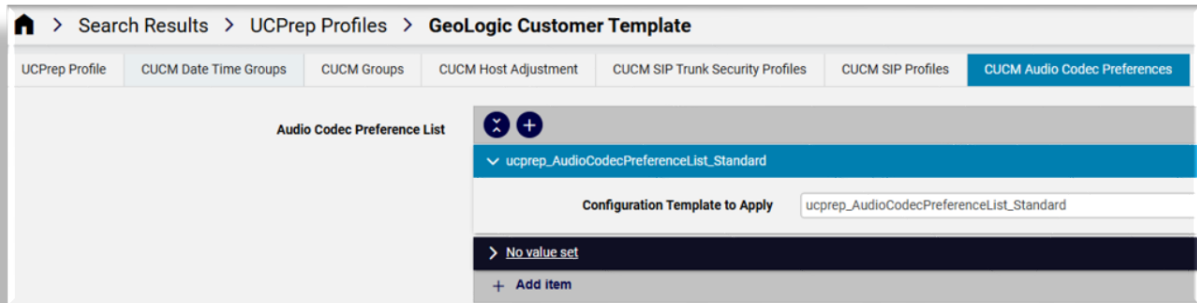 > Search Results > UCPrep Profiles > GeoLogic Customer Template
UCPrep Profile CUCM Date Time Groups CUCM Groups CUCM Host Adjustment CUCM SIP Trunk Security Profiles CUCM SIP Profiles CUCM Audio Codec Preferences
Audio Codec Preference List
ucprep_AudioCodecPreferenceList_Standard
Configuration Template to Apply ucprep_AudioCodecPreferenceList_Standard
No value set
+ Add item